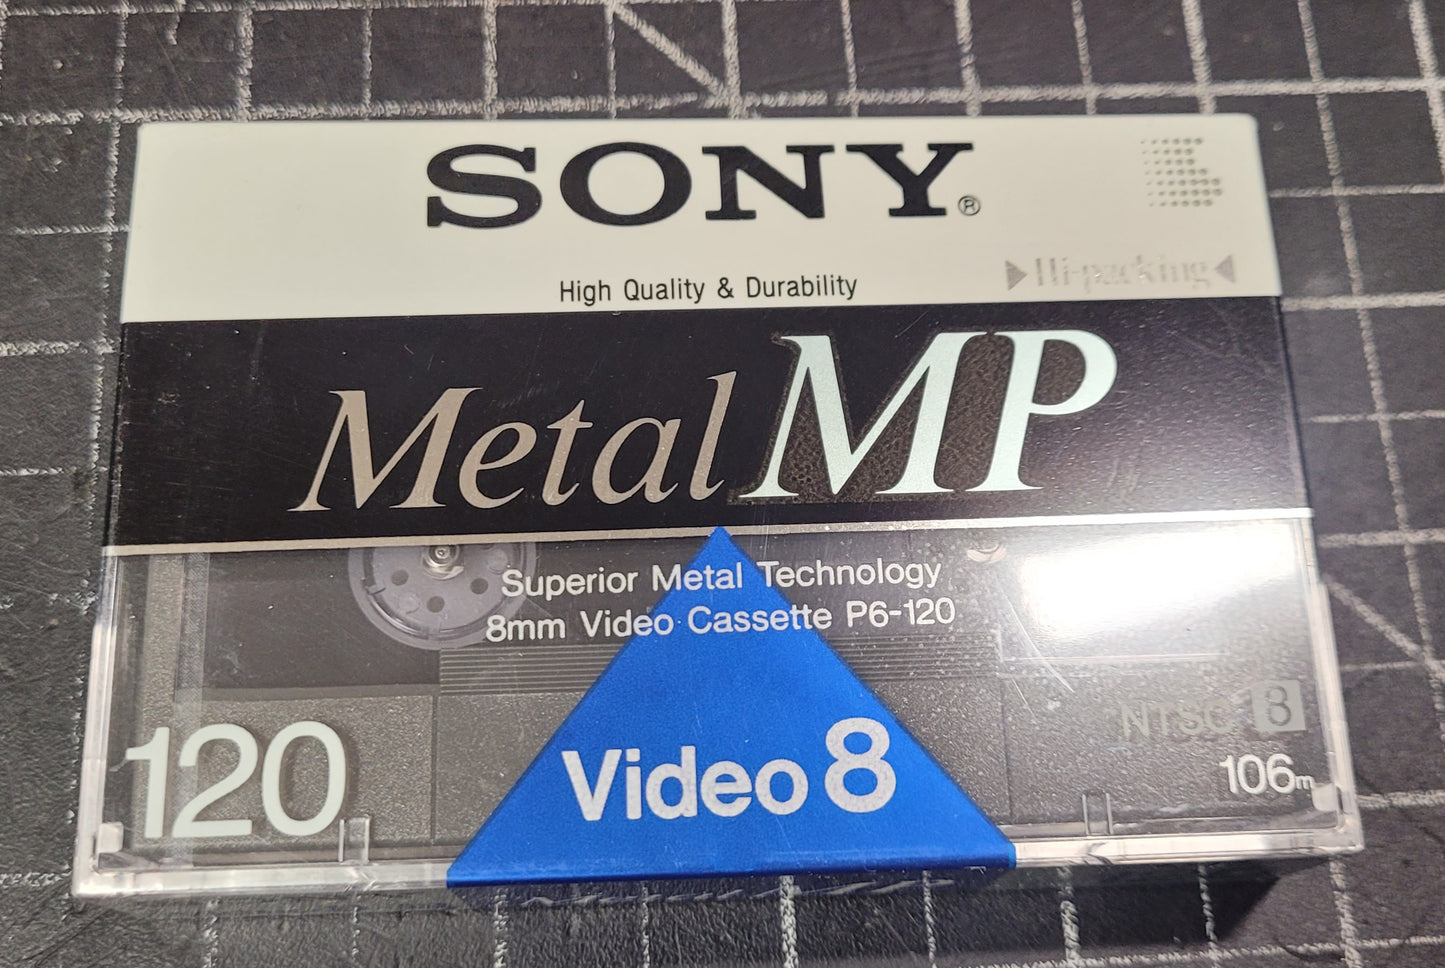 SONY®
Hi-packing
High Quality & Durability
Metal MP
Superior Metal Technology
8mm Video Cassette P6-120
NTSC 8
120
Video 8
106m